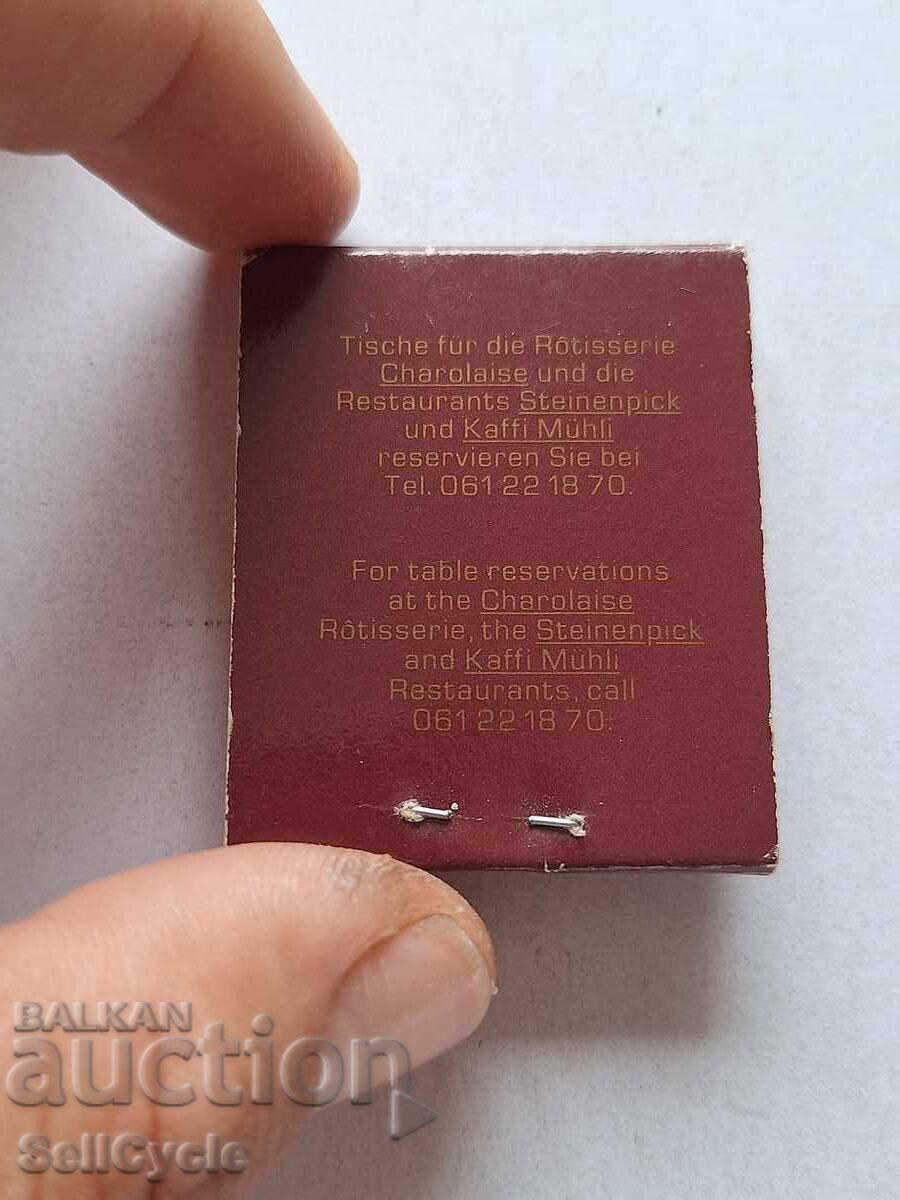 Tische für die Rôtisserie
Charolaise und die
Restaurants Steinenpick
und Kaffi Mühli
reservieren Sie bei
Tel. 061 22 18 70.
For table reservations
at the Charolaise
Rôtisserie, the Steinenpick
and Kaffi Mühli
Restaurants, call
061 22 18 70.
BALKAN
auction
SellCycle